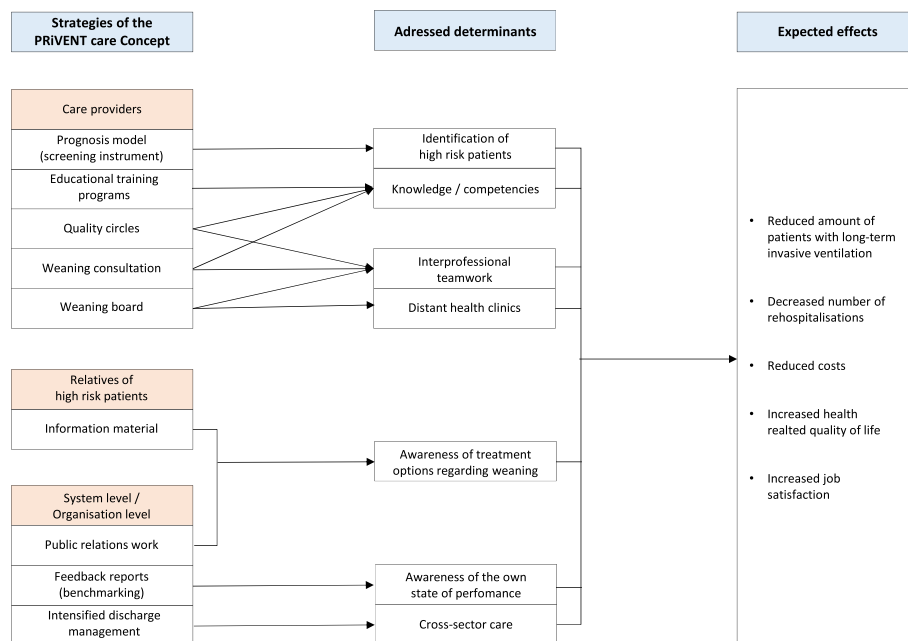 Strategies of the
PRiVENT care Concept
Adressed determinants
Expected effects
Care providers
Prognosis model
(screening instrument)
Educational training
programs
Quality circles
Weaning consultation
Weaning board
Relatives of
high risk patients
Information material
System level /
Organisation level
Public relations work
Feedback reports
(benchmarking)
Intensified discharge
management
Identification of
high risk patients
Knowledge / competencies
Interprofessional
teamwork
Distant health clinics
Awareness of treatment
options regarding weaning
Awareness of the own
state of perfomance
Cross-sector care
• Reduced amount of
patients with long-term
invasive ventilation
• Decreased number of
rehospitalisations
• Reduced costs
• Increased health
realted quality of life
• Increased job
satisfaction